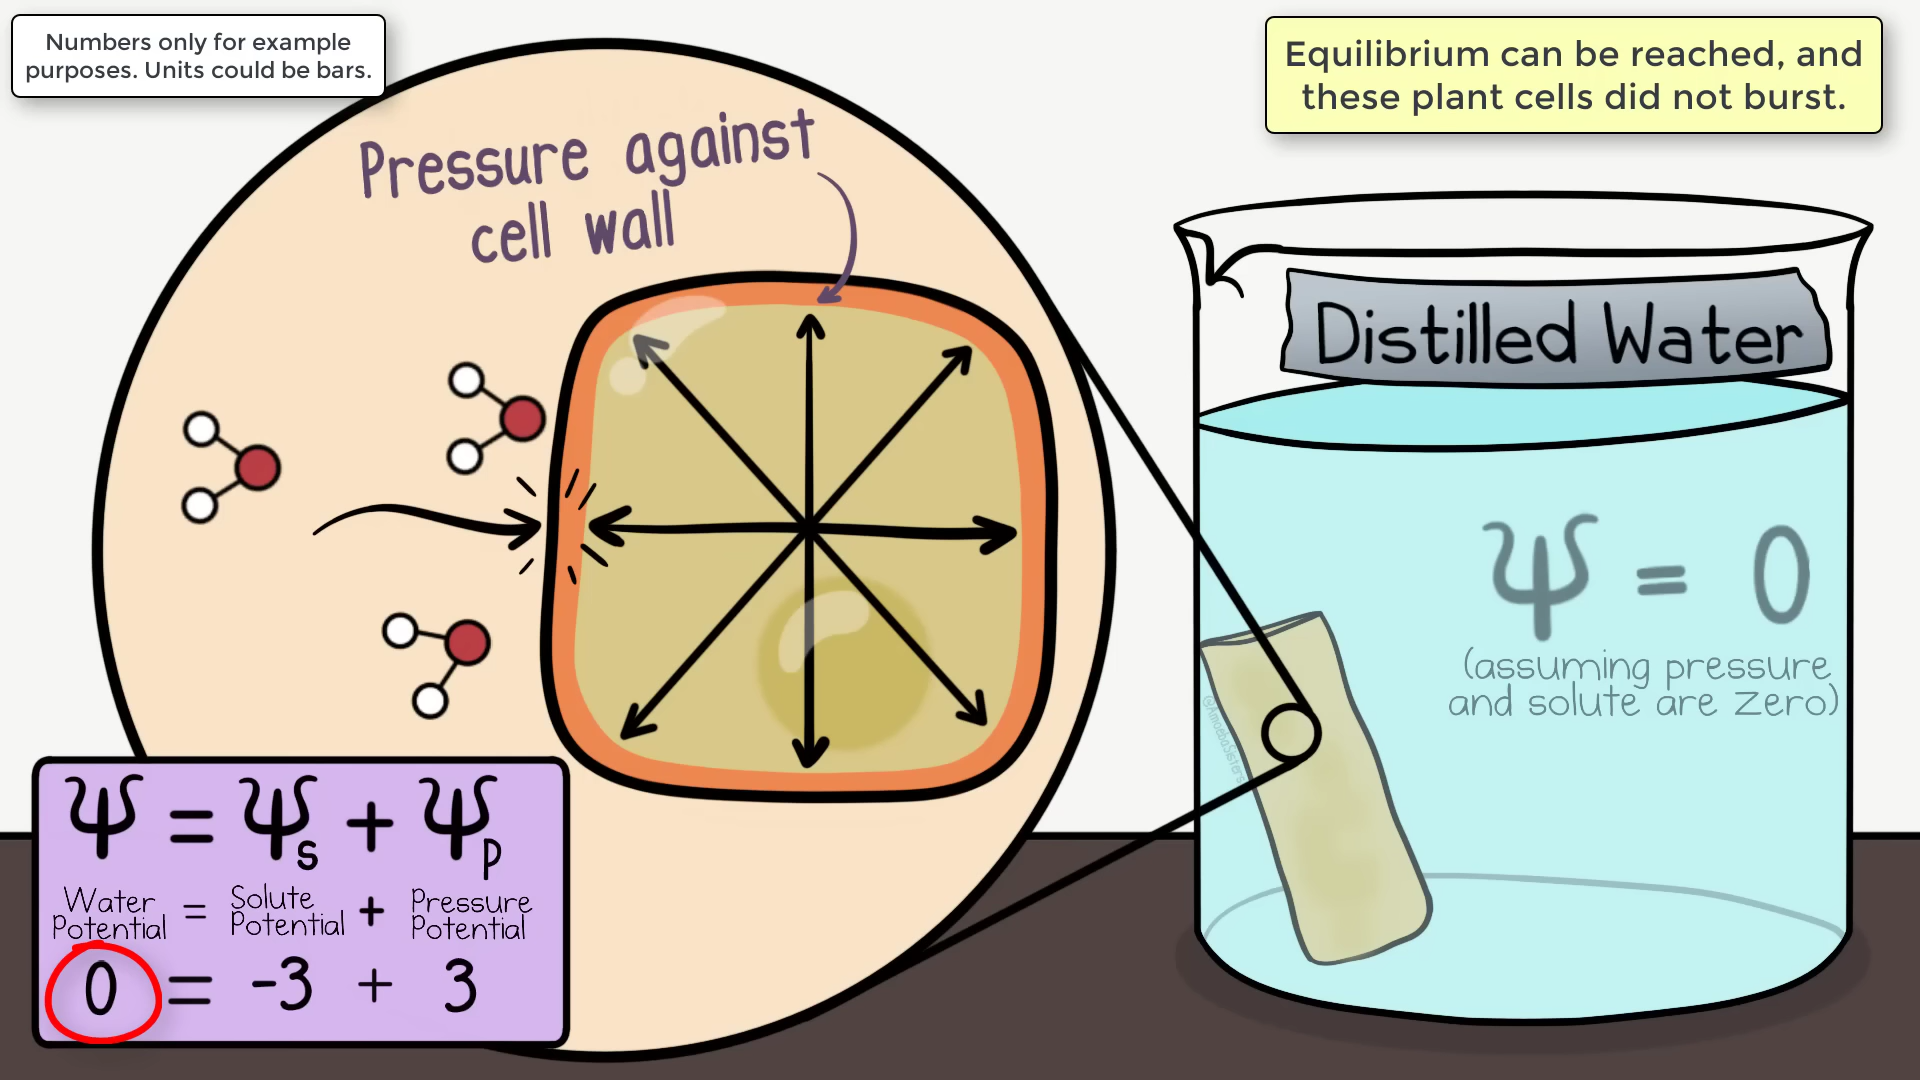 Numbers only for example
purposes. Units could be bars.
Equilibrium can be reached, and
these plant cells did not burst.
Pressure against
cell wall
Distilled Water
Ψ = 0
(assuming pressure
and solute are zero)
@AmoebaSisters
Ψ = Ψs + Ψp
Water Potential = Solute Potential + Pressure Potential
0 = -3 + 3